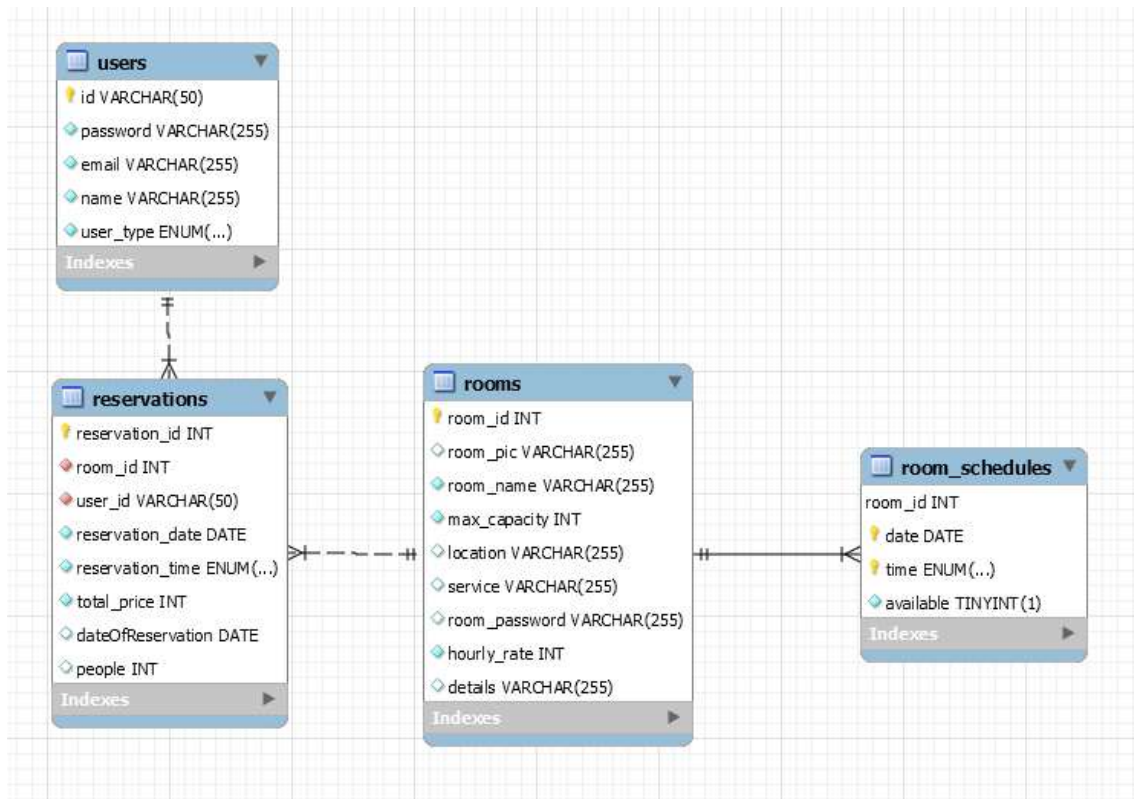 users
id VARCHAR(50)
password VARCHAR(255)
email VARCHAR(255)
name VARCHAR(255)
user_type ENUM(...)
Indexes
reservations
reservation_id INT
room_id INT
user_id VARCHAR(50)
reservation_date DATE
reservation_time ENUM(...)
total_price INT
dateOfReservation DATE
people INT
Indexes
rooms
room_id INT
room_pic VARCHAR(255)
room_name VARCHAR(255)
max_capacity INT
location VARCHAR(255)
service VARCHAR(255)
room_password VARCHAR(255)
hourly_rate INT
details VARCHAR(255)
Indexes
room_schedules
room_id INT
date DATE
time ENUM(...)
available TINYINT(1)
Indexes